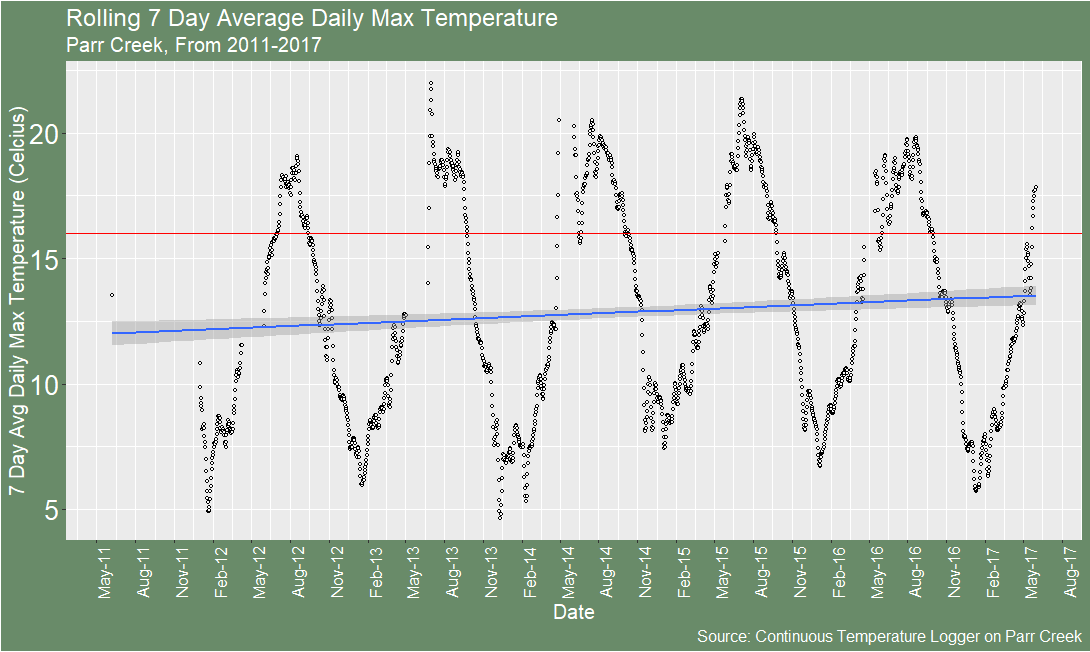 Rolling 7 Day Average Daily Max Temperature
Parr Creek, From 2011-2017
7 Day Avg Daily Max Temperature (Celcius)
20
15
10
5
May-11
Aug-11
Nov-11
Feb-12
May-12
Aug-12
Nov-12
Feb-13
May-13
Aug-13
Nov-13
Feb-14
May-14
Aug-14
Nov-14
Feb-15
May-15
Aug-15
Nov-15
Feb-16
May-16
Aug-16
Nov-16
Feb-17
May-17
Aug-17
Date
Source: Continuous Temperature Logger on Parr Creek